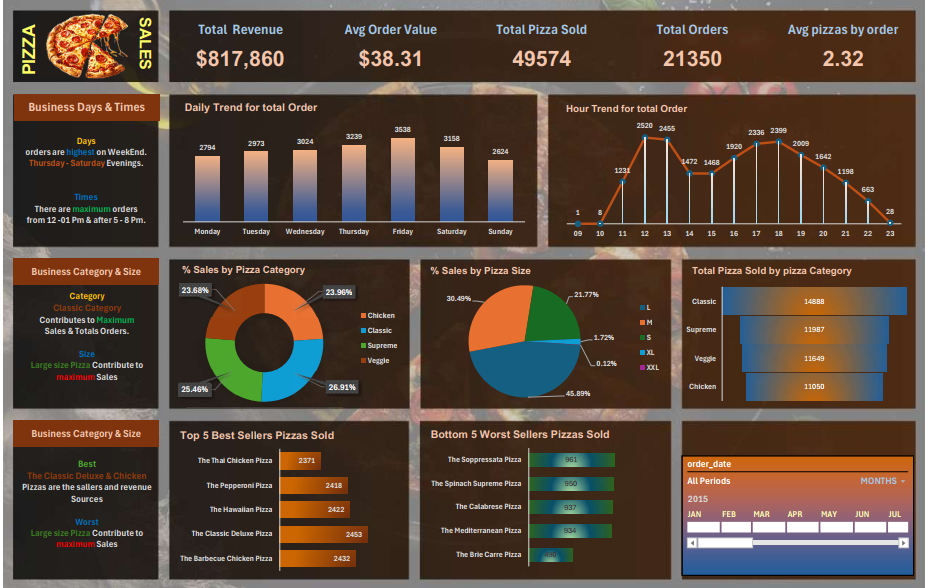 PIZZA
SALES
Total Revenue
$817,860
Avg Order Value
$38.31
Total Pizza Sold
49574
Total Orders
21350
Avg pizzas by order
2.32
Business Days & Times
Days
orders are highest on WeekEnd.
Thursday - Saturday Evenings.
Times
There are maximum orders
from 12 -01 Pm & after 5 - 8 Pm.
Daily Trend for total Order
2794
2973
3024
3239
3538
3158
2624
Monday
Tuesday
Wednesday
Thursday
Friday
Saturday
Sunday
Hour Trend for total Order
1
8
1231
2520
2455
1472
1468
1920
2336
2399
2009
1642
1198
663
28
09
10
11
12
13
14
15
16
17
18
19
20
21
22
23
Business Category & Size
Category
Classic Category
Contributes to Maximum
Sales & Totals Orders.
Size
Large size Pizza Contribute to
maximum Sales
% Sales by Pizza Category
23.68%
23.96%
25.46%
26.91%
Chicken
Classic
Supreme
Veggie
% Sales by Pizza Size
30.49%
21.77%
1.72%
0.12%
45.89%
L
M
S
XL
XXL
Total Pizza Sold by pizza Category
Classic
14888
Supreme
11987
Veggie
11649
Chicken
11050
Business Category & Size
Best
The Classic Deluxe & Chicken
Pizzas are the sallers and revenue
Sources
Worst
Large size Pizza Contribute to
maximum Sales
Top 5 Best Sellers Pizzas Sold
The Thai Chicken Pizza
2371
The Pepperoni Pizza
2418
The Hawaiian Pizza
2422
The Classic Deluxe Pizza
2453
The Barbecue Chicken Pizza
2432
Bottom 5 Worst Sellers Pizzas Sold
The Soppressata Pizza
961
The Spinach Supreme Pizza
950
The Calabrese Pizza
937
The Mediterranean Pizza
934
The Brie Carre Pizza
order_date
All Periods
MONTHS
2015
JAN
FEB
MAR
APR
MAY
JUN
JUL